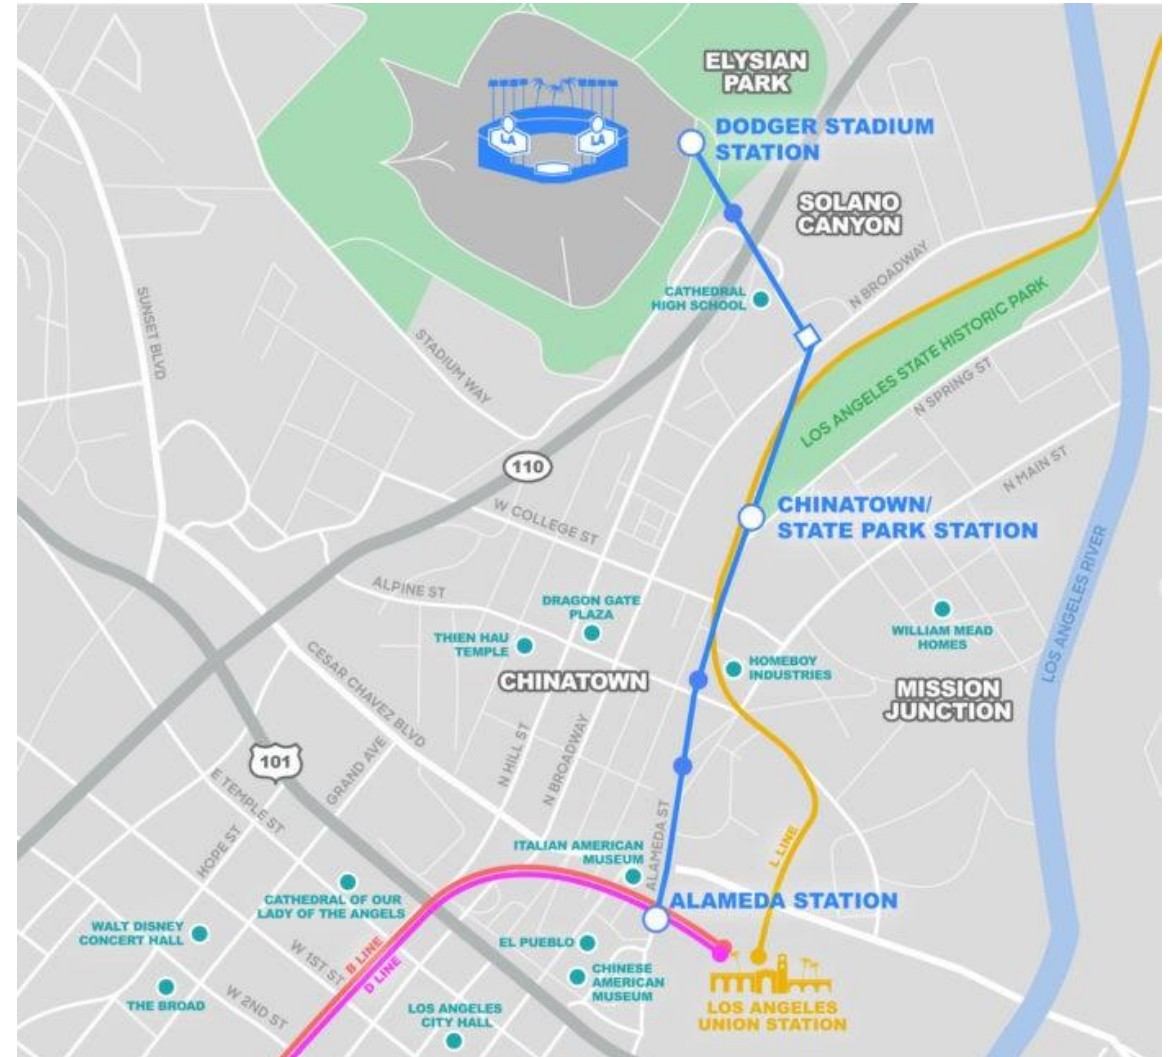 ELYSIAN
PARK
LA
LA
DODGER STADIUM
STATION
SOLANO
CANYON
N BROADWAY
CATHEDRAL
HIGH SCHOOL
SUNSET BLVD
STADIUM WAY
LOS ANGELES STATE HISTORIC PARK
N SPRING ST
N MAIN ST
110
W COLLEGE ST
CHINATOWN/
STATE PARK STATION
LOS ANGELES RIVER
ALPINE ST
DRAGON GATE
PLAZA
THIEN HAU
TEMPLE
WILLIAM MEAD
HOMES
CHINATOWN
HOMEBOY
INDUSTRIES
MISSION
JUNCTION
CESAR CHAVEZ BLVD
101
GRAND AVE
N HILL ST
N BROADWAY
E TEMPLE ST
HOPE ST
ALAMEDA ST
L LINE
ITALIAN AMERICAN
MUSEUM
ALAMEDA STATION
CATHEDRAL OF OUR
LADY OF THE ANGELS
WALT DISNEY
CONCERT HALL
B LINE
D LINE
EL PUEBLO
W 1ST ST
CHINESE
AMERICAN
MUSEUM
THE BROAD
W 2ND ST
LOS ANGELES
CITY HALL
LOS ANGELES
UNION STATION